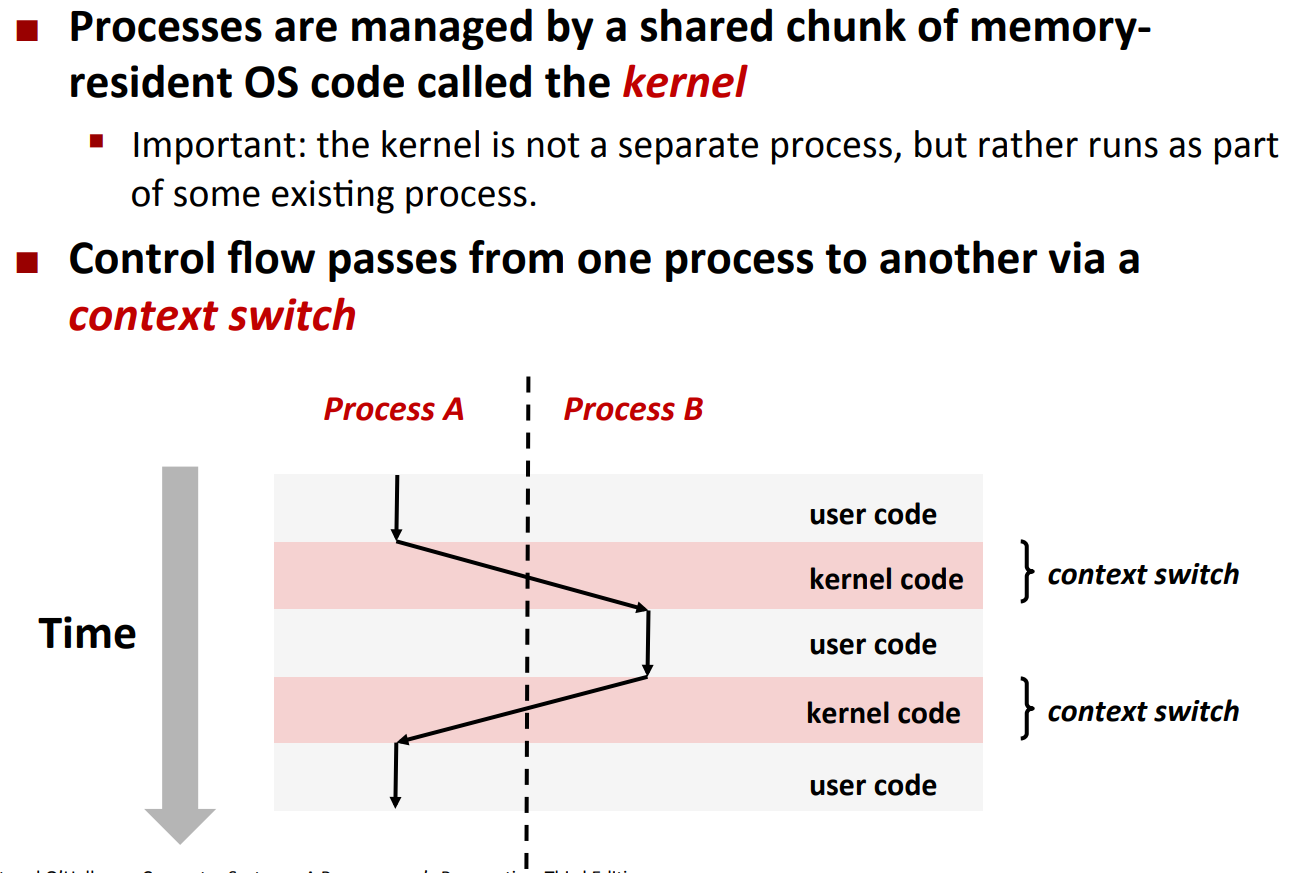 Processes are managed by a shared chunk of memory-
resident OS code called the kernel
Important: the kernel is not a separate process, but rather runs as part
of some existing process.
Control flow passes from one process to another via a
context switch
Process A
Process B
user code
kernel code
context switch
Time
user code
kernel code
context switch
user code